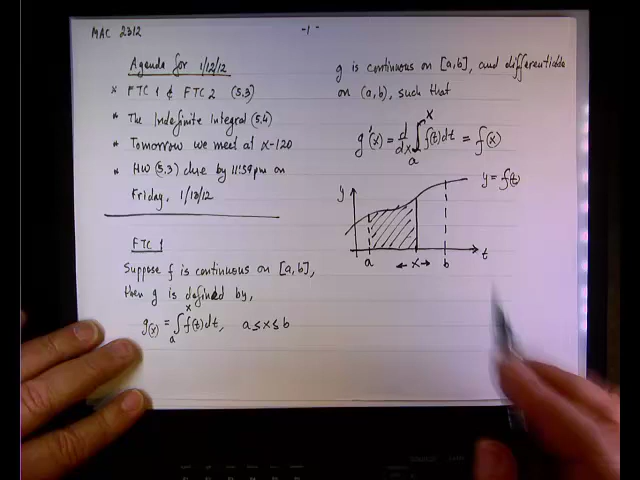 MAC 2312
-1-
Agenda for 1/12/12
* FTC 1 & FTC 2 (5.3)
* The Indefinite Integral (5.4)
* Tomorrow we meet at X-120
* HW (5.3) due by 11:59pm on
Friday, 1/13/12
FTC 1
Suppose f is continuous on [a,b],
then g is defined by,
g(x) = ∫ₐˣ f(t)dt, a ≤ x ≤ b
g is continuous on [a,b], and differentiable
on (a,b), such that
g'(x) = d/dx ∫ₐˣ f(t)dt = f(x)
y
y = f(t)
a ← x → b t